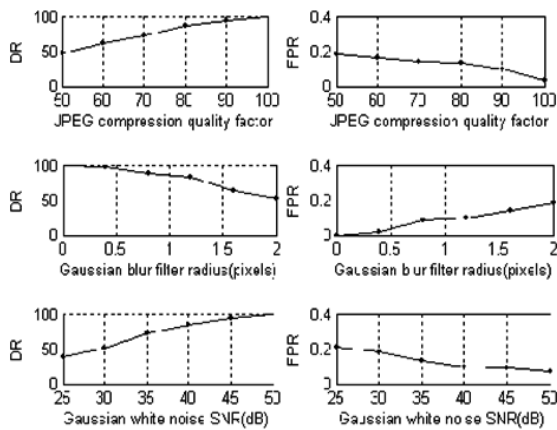 100
50
0
DR
50 60 70 80 90 100
JPEG compression quality factor
0.4
0.2
0
FPR
50 60 70 80 90 100
JPEG compression quality factor
100
50
0
DR
0 0.5 1 1.5 2
Gaussian blur filter radius(pixels)
0.4
0.2
0
FPR
0 0.5 1 1.5 2
Gaussian blur filter radius(pixels)
100
50
0
DR
25 30 35 40 45 50
Gaussian white noise SNR(dB)
0.4
0.2
0
FPR
25 30 35 40 45 50
Gaussian white noise SNR(dB)